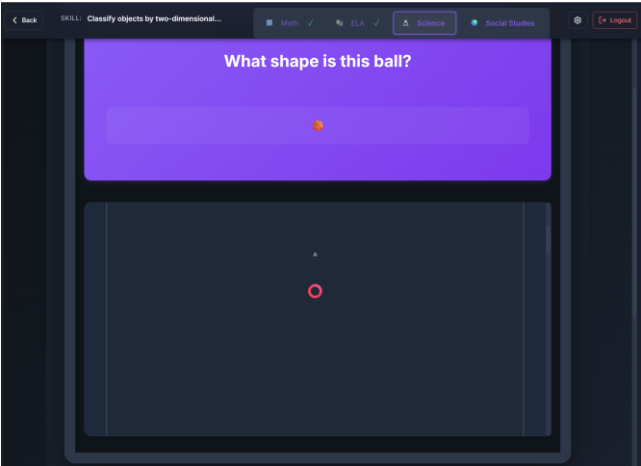 Back
SKILL: Classify objects by two-dimensional...
Math ✓
ELA ✓
Science
Social Studies
Logout
What shape is this ball?
A